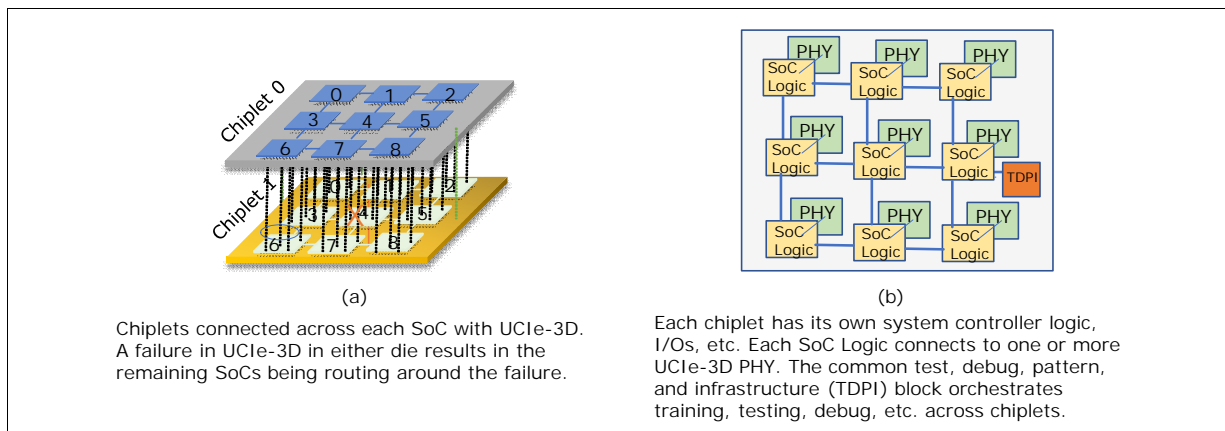 Chiplet 0
0 1 2
3 4 5
6 7 8
Chiplet 1
0 1 2
3 4 5
6 7 8
(a)
Chiplets connected across each SoC with UCIe-3D.
A failure in UCIe-3D in either die results in the
remaining SoCs being routing around the failure.
PHY PHY PHY
SoC Logic SoC Logic SoC Logic
PHY PHY PHY
SoC Logic SoC Logic SoC Logic
TDPI
PHY PHY PHY
SoC Logic SoC Logic SoC Logic
(b)
Each chiplet has its own system controller logic,
I/Os, etc. Each SoC Logic connects to one or more
UCIe-3D PHY. The common test, debug, pattern,
and infrastructure (TDPI) block orchestrates
training, testing, debug, etc. across chiplets.